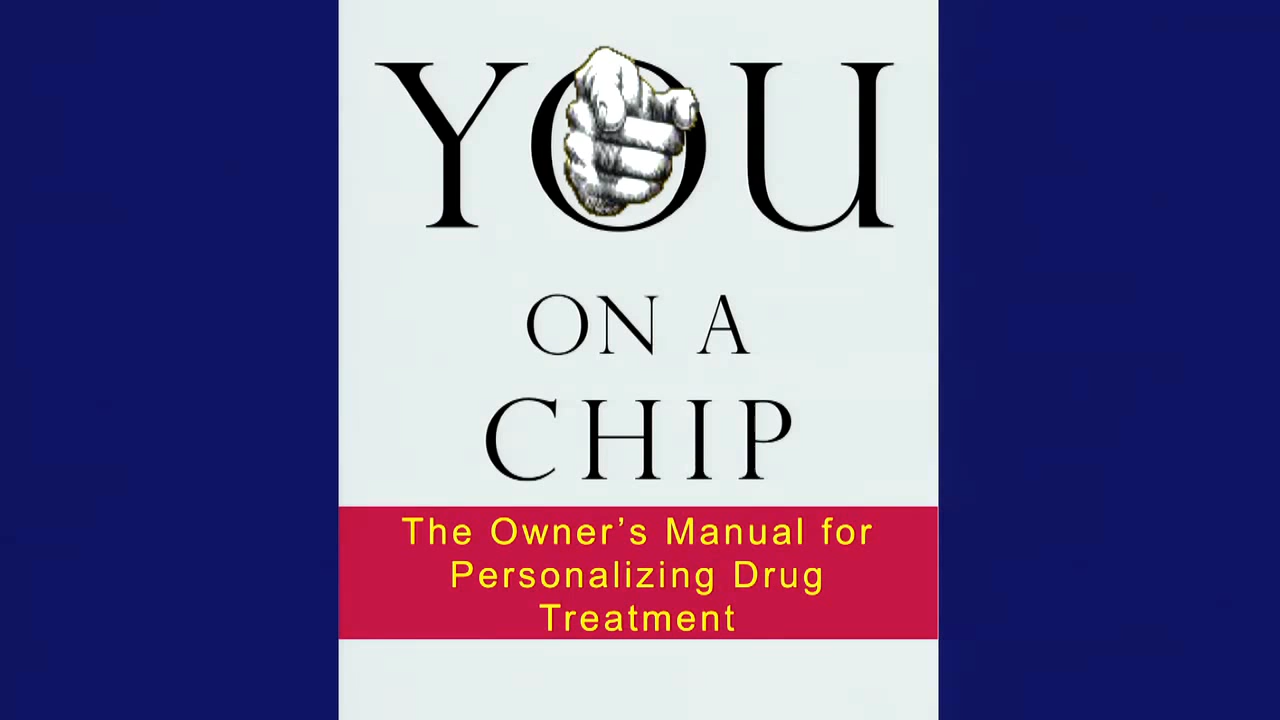 YOU
ON A
CHIP
The Owner’s Manual for
Personalizing Drug
Treatment